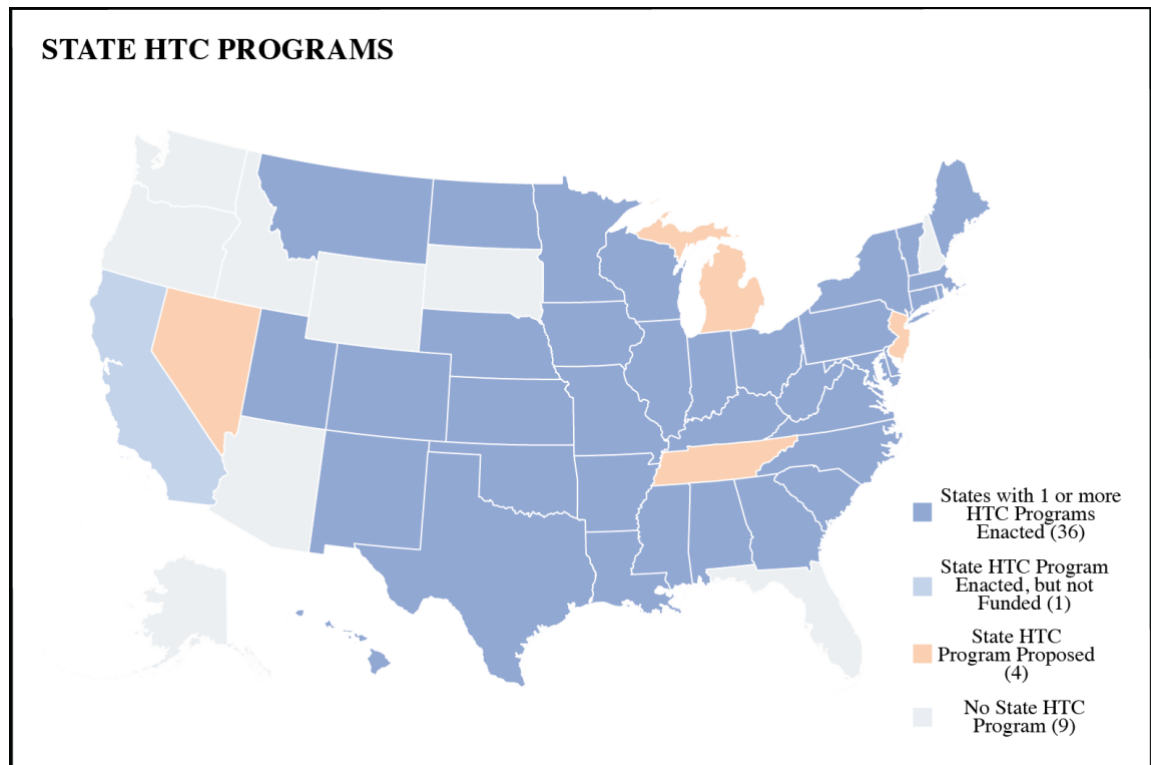 STATE HTC PROGRAMS
States with 1 or more
HTC Programs
Enacted (36)
State HTC Program
Enacted, but not
Funded (1)
State HTC
Program Proposed
(4)
No State HTC
Program (9)